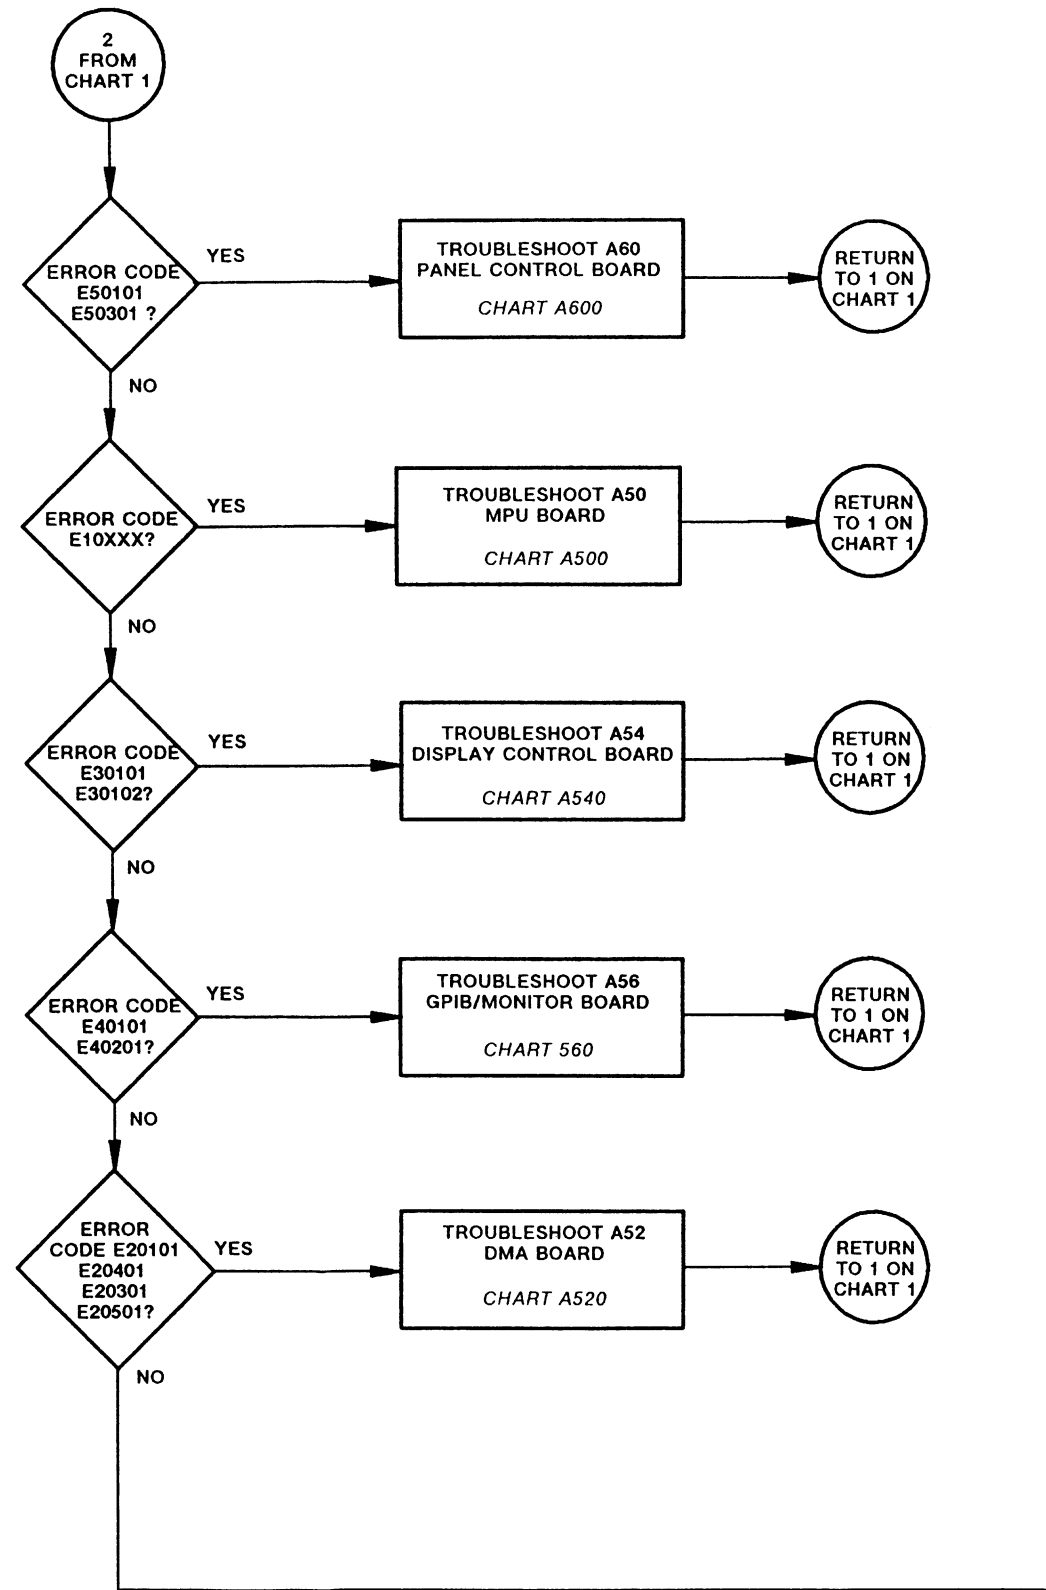 2
FROM
CHART 1
ERROR CODE
E50101
E50301 ?
YES
TROUBLESHOOT A60
PANEL CONTROL BOARD
CHART A600
RETURN
TO 1 ON
CHART 1
NO
ERROR CODE
E10XXX?
YES
TROUBLESHOOT A50
MPU BOARD
CHART A500
RETURN
TO 1 ON
CHART 1
NO
ERROR CODE
E30101
E30102?
YES
TROUBLESHOOT A54
DISPLAY CONTROL BOARD
CHART A540
RETURN
TO 1 ON
CHART 1
NO
ERROR CODE
E40101
E40201?
YES
TROUBLESHOOT A56
GPIB/MONITOR BOARD
CHART 560
RETURN
TO 1 ON
CHART 1
NO
ERROR
CODE E20101
E20401
E20301
E20501?
YES
TROUBLESHOOT A52
DMA BOARD
CHART A520
RETURN
TO 1 ON
CHART 1
NO